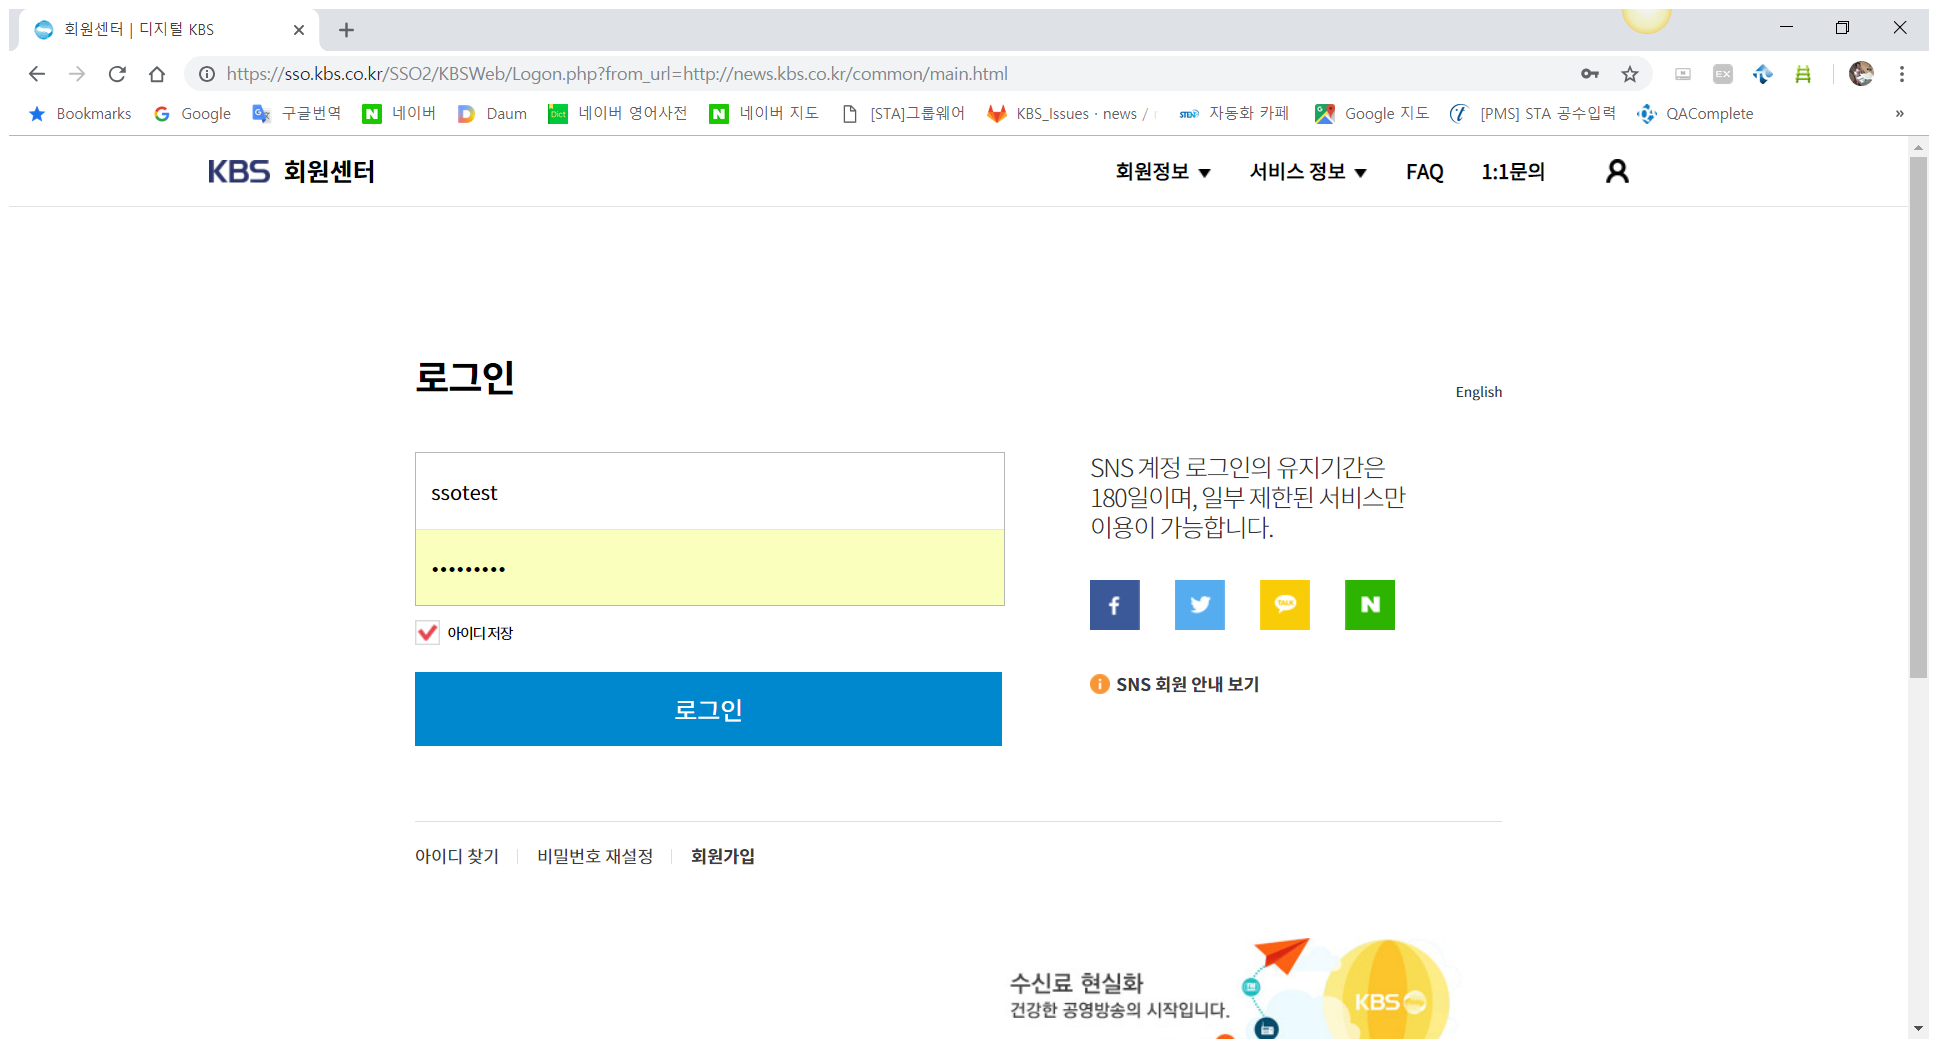 회원센터 | 디지털 KBS
https://sso.kbs.co.kr/SSO2/KBSWeb/Logon.php?from_url=http://news.kbs.co.kr/common/main.html
EX
Bookmarks Google 구글번역 네이버 Daum 네이버 영어사전 네이버 지도 [STA]그룹웨어 KBS_Issues · news / 자동화 카페 Google 지도 [PMS] STA 공수입력 QAComplete »
KBS 회원센터 회원정보 ▼ 서비스 정보 ▼ FAQ 1:1문의
로그인
English
ssotest
•••••••••
아이디 저장
로그인
SNS 계정 로그인의 유지기간은
180일이며, 일부 제한된 서비스만
이용이 가능합니다.
f TALK N
SNS 회원 안내 보기
아이디 찾기 비밀번호 재설정 회원가입
수신료 현실화
건강한 공영방송의 시작입니다.
KBS